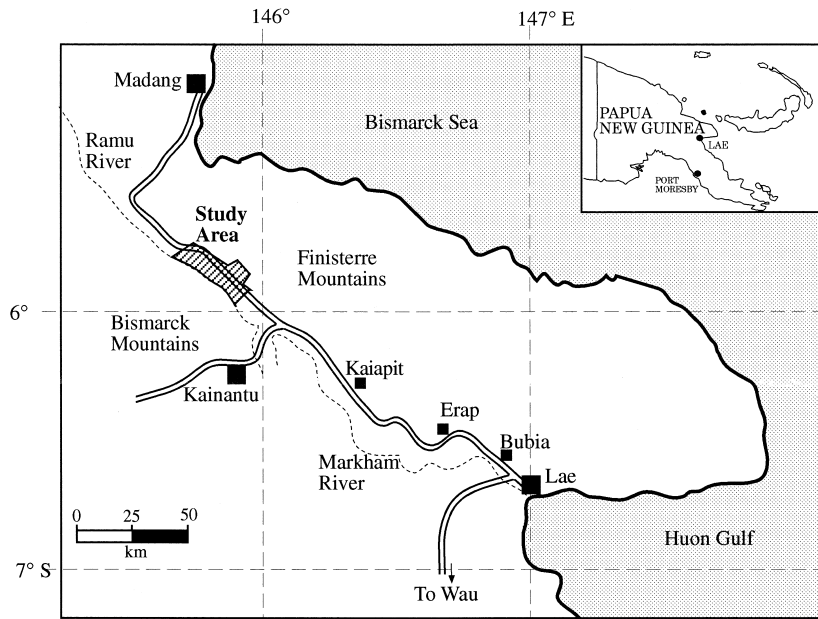 146°
147° E
Madang
Bismarck Sea
PAPUA
NEW GUINEA
LAE
PORT
MORESBY
Ramu
River
Study
Area
Finisterre
Mountains
6°
Bismarck
Mountains
Kaiapit
Kainantu
Erap
Bubia
Markham
River
Lae
0 25 50
km
Huon Gulf
7° S
To Wau